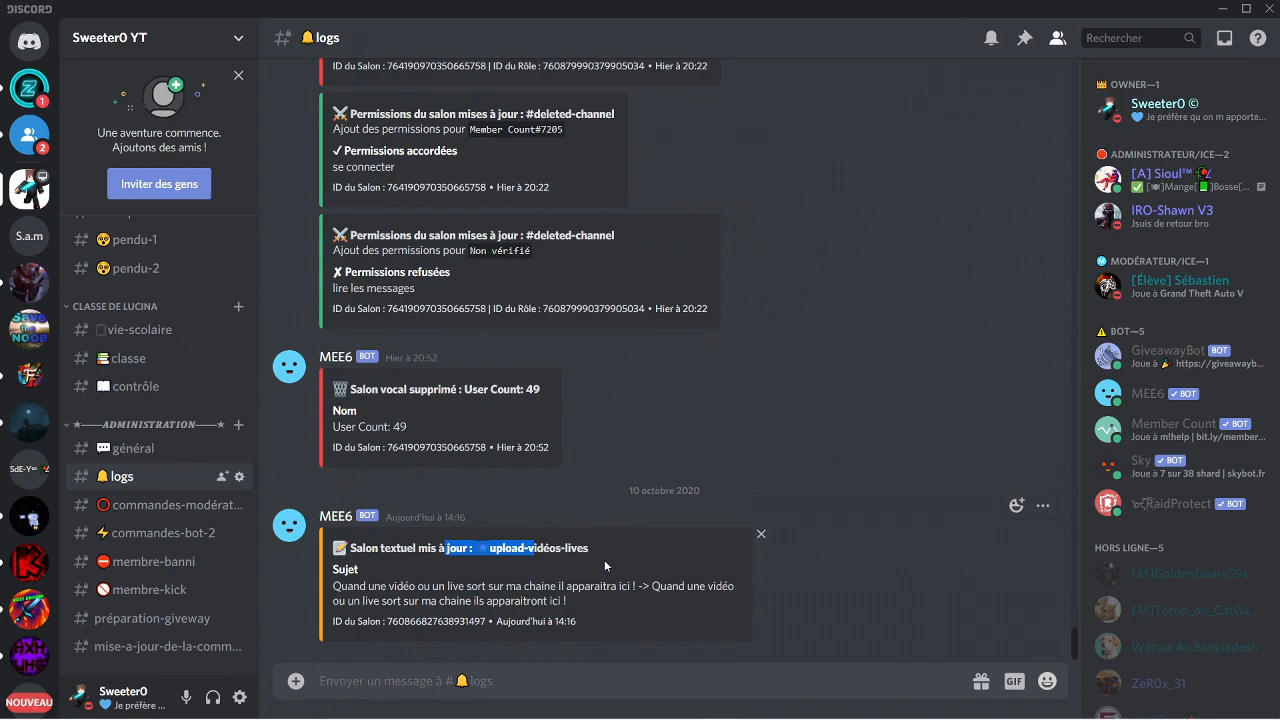 DISCORD
Sweeter0 YT
🔔logs
Rechercher
1
2
S.a.m
SdE-Y
NOUVEAU
Une aventure commence.
Ajoutons des amis !
Inviter des gens
pendu-1
pendu-2
CLASSE DE LUCINA
vie-scolaire
classe
contrôle
★───ADMINISTRATION───★
général
logs
commandes-modérat...
commandes-bot-2
membre-banni
membre-kick
préparation-giveway
mise-a-jour-de-la-comm...
Sweeter0
Je préfère ...
ID du Salon : 764190970350665758 | ID du Rôle : 760879990379905034 • Hier à 20:22
⚔ Permissions du salon mises à jour : #deleted-channel
Ajout des permissions pour Member Count#7205
✓ Permissions accordées
se connecter
ID du Salon : 764190970350665758 • Hier à 20:22
⚔ Permissions du salon mises à jour : #deleted-channel
Ajout des permissions pour Non vérifié
✗ Permissions refusées
lire les messages
ID du Salon : 764190970350665758 | ID du Rôle : 760879990379905034 • Hier à 20:22
MEE6 BOT Hier à 20:52
Salon vocal supprimé : User Count: 49
Nom
User Count: 49
ID du Salon : 764190970350665758 • Hier à 20:52
10 octobre 2020
MEE6 BOT Aujourd'hui à 14:16
Salon textuel mis à jour : upload-vidéos-lives
Sujet
Quand une vidéo ou un live sort sur ma chaine il apparaitra ici ! -> Quand une vidéo
ou un live sort sur ma chaine ils apparaitront ici !
ID du Salon : 760866827638931497 • Aujourd'hui à 14:16
Envoyer un message à #🔔logs
GIF
OWNER—1
Sweeter0 ©
Je préfère qu on m apporte...
ADMINISTRATEUR/ICE—2
[A] Sioul™
✅ [🍽]Mange[📗]Bosse[...
IRO-Shawn V3
Jsuis de retour bro
MODÉRATEUR/ICE—1
[Élève] Sébastien
Joue à Grand Theft Auto V
BOT—5
GiveawayBot BOT
Joue à 🎉 https://giveawayb...
MEE6 ✓ BOT
Member Count ✓ BOT
Joue à m!help | bit.ly/member...
Sky ✓ BOT
Joue à 7 sur 38 shard | skybot.fr
RaidProtect ✓ BOT
HORS LIGNE—5
[M]GoldenGears59x
[M]Totop_ou_CatGa...
Wanaa Au Bangladesh
ZeR0x_31